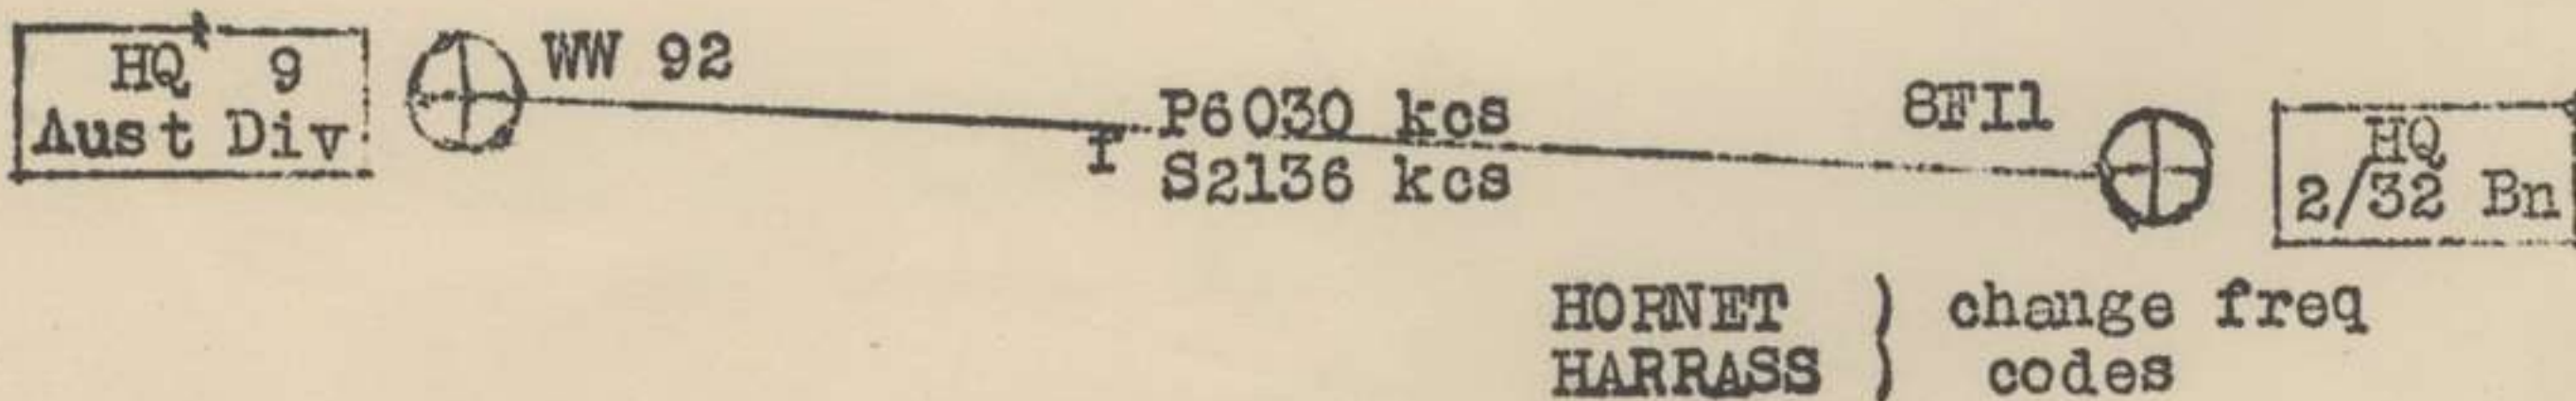 HQ 9
Aust Div
WW 92
I
P6030 kcs
S2136 kcs
8FI1
HQ
2/32 Bn
HORNET ) change freq
HARRASS ) codes